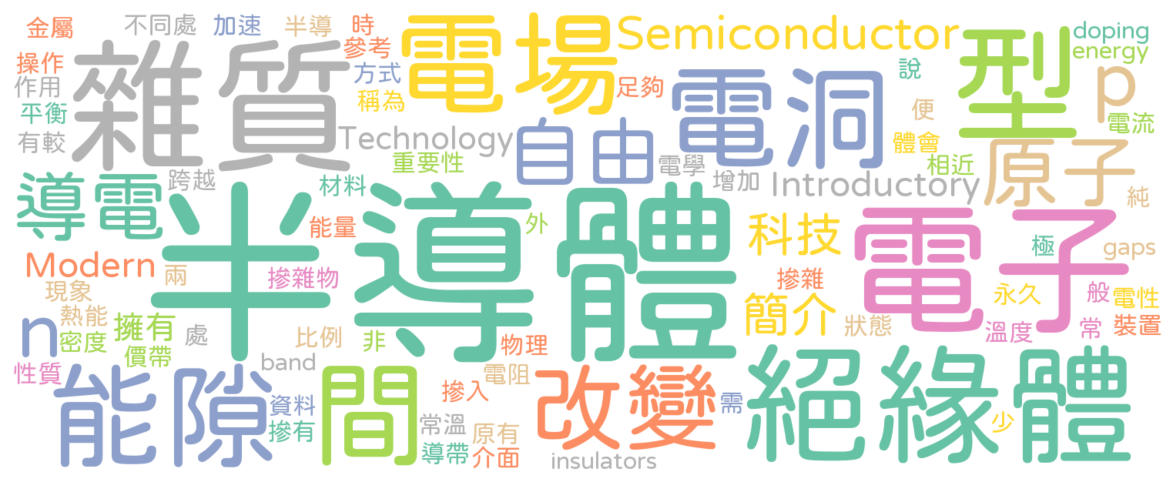 金屬 不同處 加速 半導 時 電場 Semiconductor 型 doping
操作 雜質 參考 energy
作用 方式 足夠 電洞 說 p
平衡 稱為 便 電流
有較 Technology 自由 體會
重要性 電學 相近 原子
導電 跨越 材料 增加 Introductory 純
半導體 能量 外 科技 電子 極 gaps
Modern 兩 摻雜物 摻雜
現象 永久 般 電性
n 熱能 擁有 比例 簡介 狀態 溫度 常 裝置
密度 價帶 處 非 物理
性質 band 電阻
能隙 間 摻入 改變 絕緣體
資料 需
摻有 常溫 原有 少
導帶 介面 insulators